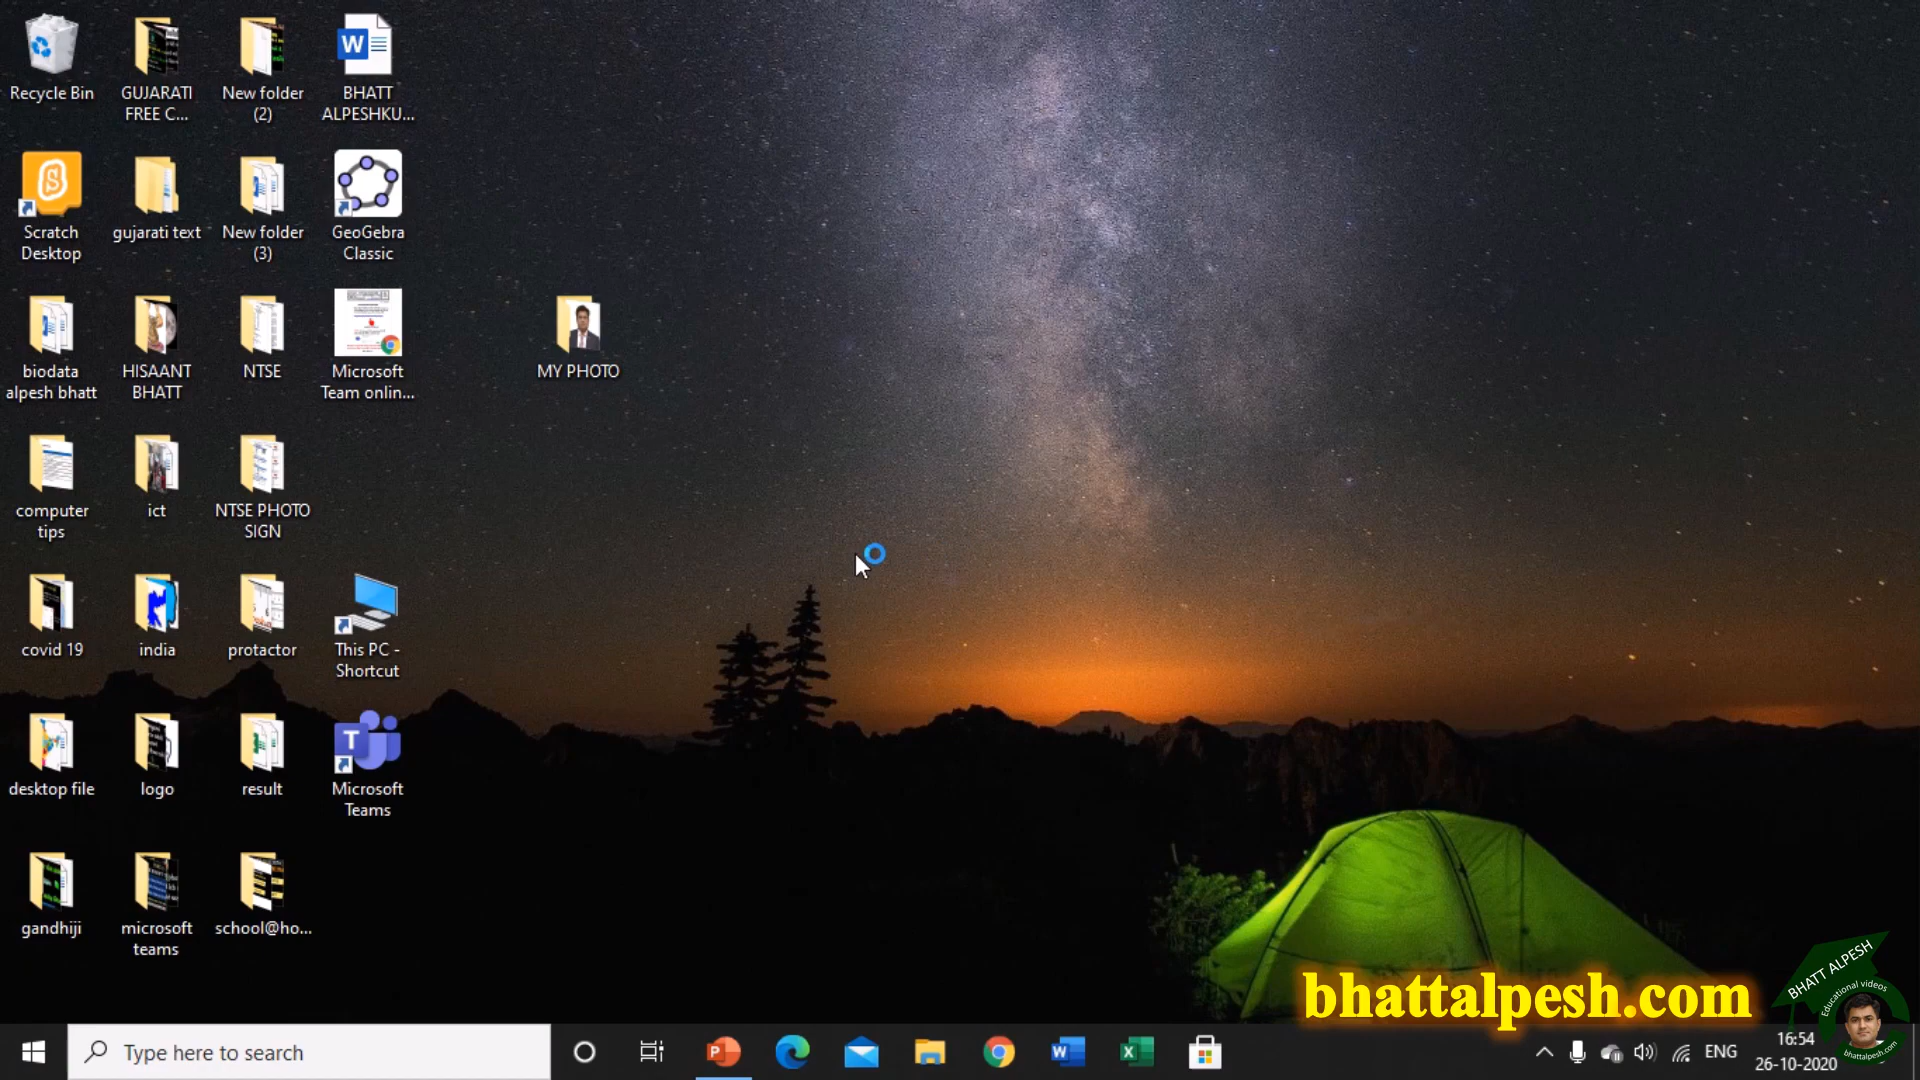 Recycle Bin
GUJARATI
FREE C...
New folder
(2)
BHATT
ALPESHKU...
Scratch
Desktop
gujarati text
New folder
(3)
GeoGebra
Classic
biodata
alpesh bhatt
HISAANT
BHATT
NTSE
Microsoft
Team onlin...
MY PHOTO
computer
tips
ict
NTSE PHOTO
SIGN
covid 19
india
protactor
This PC -
Shortcut
desktop file
logo
result
Microsoft
Teams
gandhiji
microsoft
teams
school@ho...
bhattalpesh.com
BHATT ALPESH
Educational videos
bhattalpesh.com
Type here to search
ENG
16:54
26-10-2020